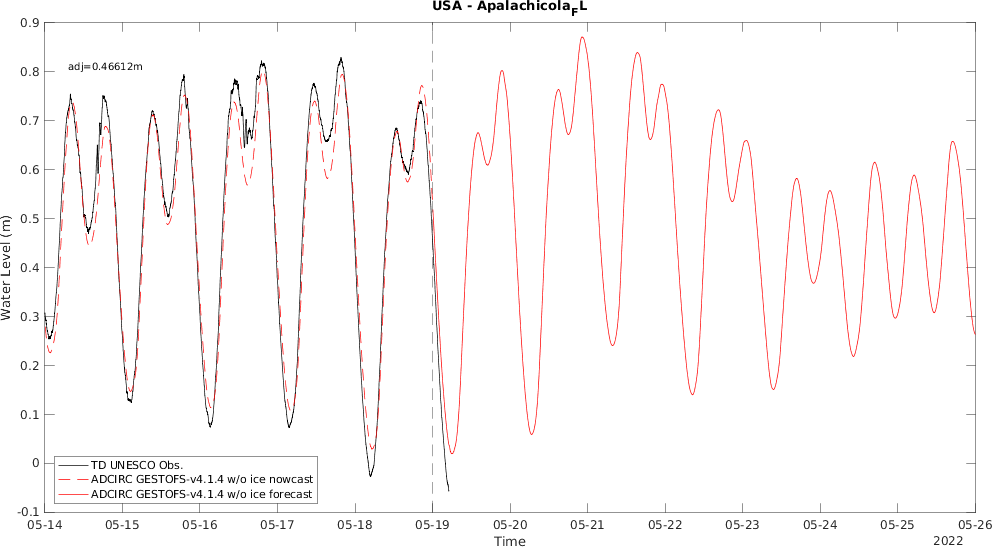 USA - Apalachicola_FL
adj=0.46612m
Water Level (m)
0.9
0.8
0.7
0.6
0.5
0.4
0.3
0.2
0.1
0
-0.1
TD UNESCO Obs.
ADCIRC GESTOFS-v4.1.4 w/o ice nowcast
ADCIRC GESTOFS-v4.1.4 w/o ice forecast
05-14 05-15 05-16 05-17 05-18 05-19 05-20 05-21 05-22 05-23 05-24 05-25 05-26
Time
2022